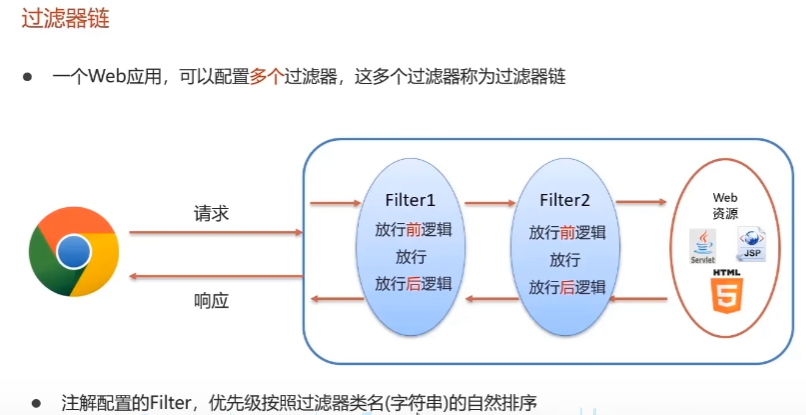 过滤器链
● 一个Web应用，可以配置多个过滤器，这多个过滤器称为过滤器链
请求
响应
Filter1
放行前逻辑
放行
放行后逻辑
Filter2
放行前逻辑
放行
放行后逻辑
Web
资源
Servlet
JSP
HTML
5
● 注解配置的Filter，优先级按照过滤器类名(字符串)的自然排序